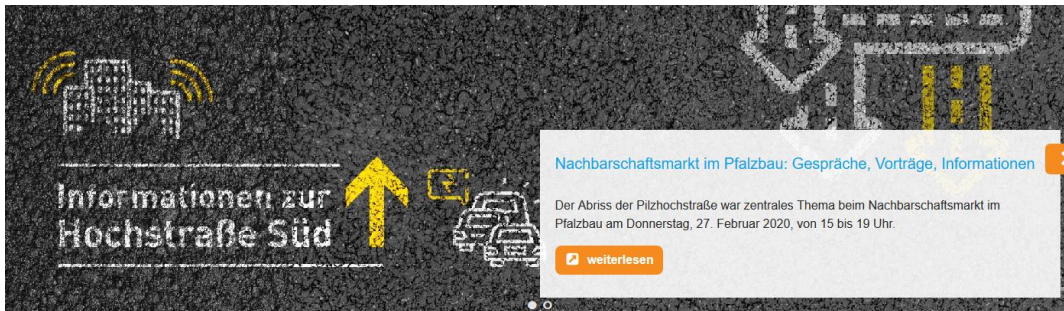 Informationen zur
Hochstraße Süd
Nachbarschaftsmarkt im Pfalzbau: Gespräche, Vorträge, Informationen
Der Abriss der Pilzhochstraße war zentrales Thema beim Nachbarschaftsmarkt im
Pfalzbau am Donnerstag, 27. Februar 2020, von 15 bis 19 Uhr.
weiterlesen